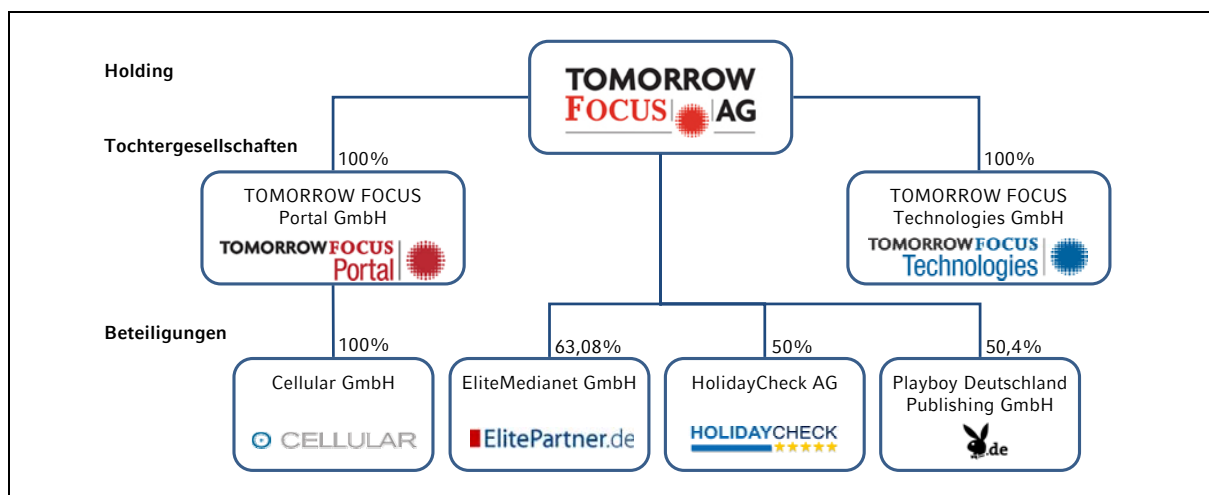 Holding
TOMORROW
FOCUS AG
Tochtergesellschaften
100%
100%
TOMORROW FOCUS
Portal GmbH
TOMORROWFOCUS
Portal
TOMORROW FOCUS
Technologies GmbH
TOMORROWFOCUS
Technologies
Beteiligungen
100%
63,08%
50%
50,4%
Cellular GmbH
CELLULAR
EliteMedianet GmbH
ElitePartner.de
HolidayCheck AG
HOLIDAYCHECK
Playboy Deutschland
Publishing GmbH
.de